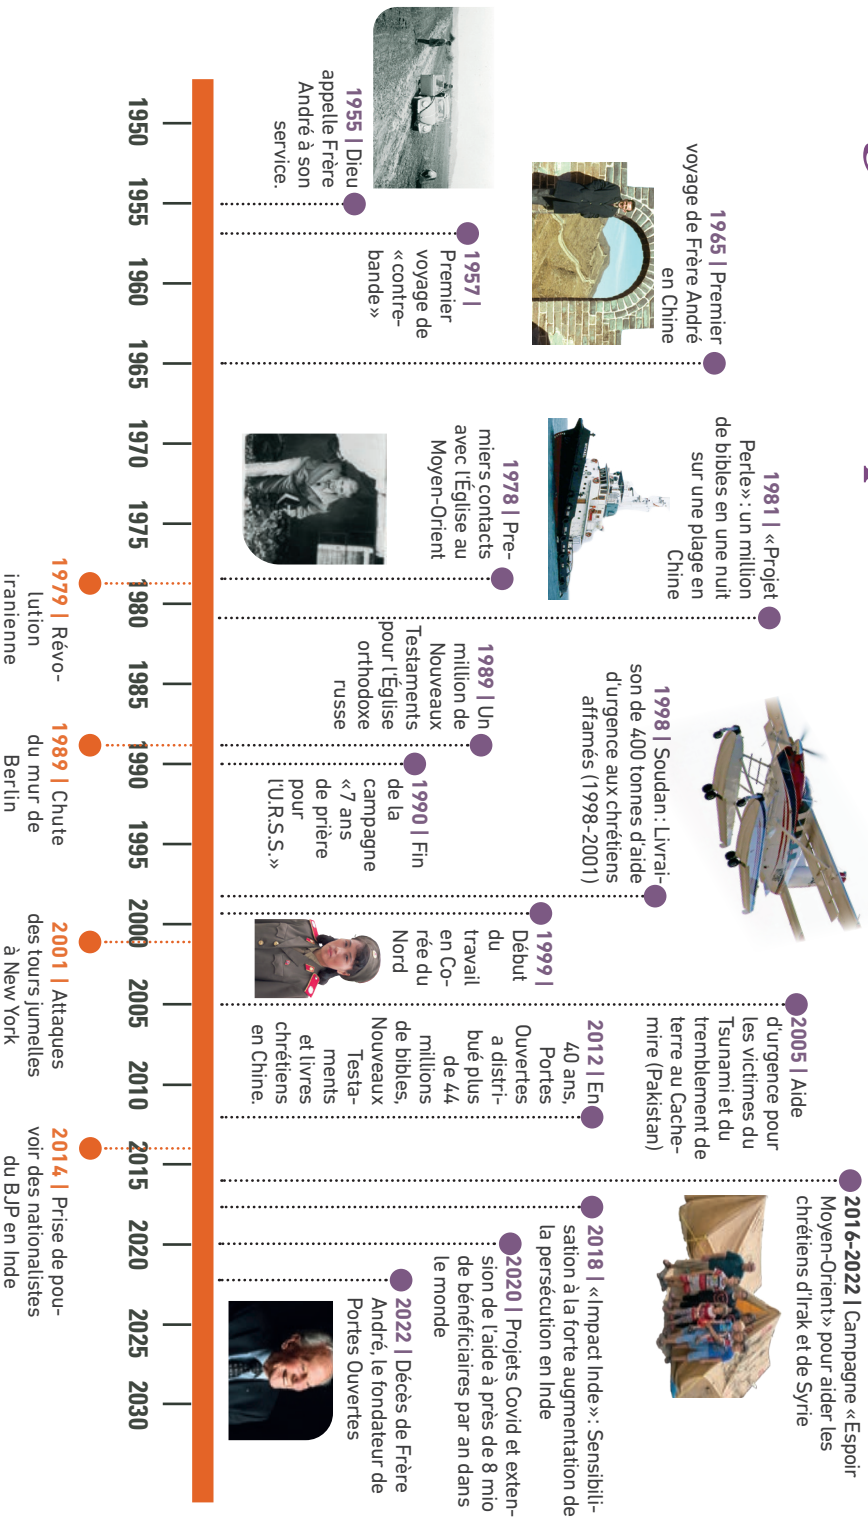 1955 | Dieu
appelle Frère
André à son
service.
1957 |
Premier
voyage de
« contre-
bande»
1965 | Premier
voyage de Frère André
en Chine
1978 | Pre-
miers contacts
avec l'Église au
Moyen-Orient
1981 | «Projet
Perle» : un million
de bibles en une nuit
sur une plage en
Chine
1989 | Un
million de
Nouveaux
Testaments
pour l'Église
orthodoxe
russe
1990 | Fin
de la
campagne
«7 ans
de prière
pour
l'U.R.S.S.»
1998 | Soudan : Livrai-
son de 400 tonnes d'aide
d'urgence aux chrétiens
affamés (1998-2001)
1999 |
Début
du
travail
en Co-
rée du
Nord
2005 | Aide
d'urgence pour
les victimes du
Tsunami et du
tremblement de
terre au Cache-
mire (Pakistan)
2012 | En
40 ans,
Portes
Ouvertes
a distri-
bué plus
de 44
millions
de bibles,
Nouveaux
Testa-
ments
et livres
chrétiens
en Chine.
2016-2022 | Campagne «Espoir
Moyen-Orient» pour aider les
chrétiens d'Irak et de Syrie
2018 | «Impact Inde» : Sensibili-
sation à la forte augmentation de
la persécution en Inde
2020 | Projets Covid et exten-
sion de l'aide à près de 8 mio
de bénéficiaires par an dans
le monde
2022 | Décès de Frère
André, le fondateur de
Portes Ouvertes
1950
1955
1960
1965
1970
1975
1980
1985
1990
1995
2000
2005
2010
2015
2020
2025
2030
1979 | Révo-
lution
iranienne
1989 | Chute
du mur de
Berlin
2001 | Attaques
des tours jumelles
à New York
2014 | Prise de pou-
voir des nationalistes
du BJP en Inde